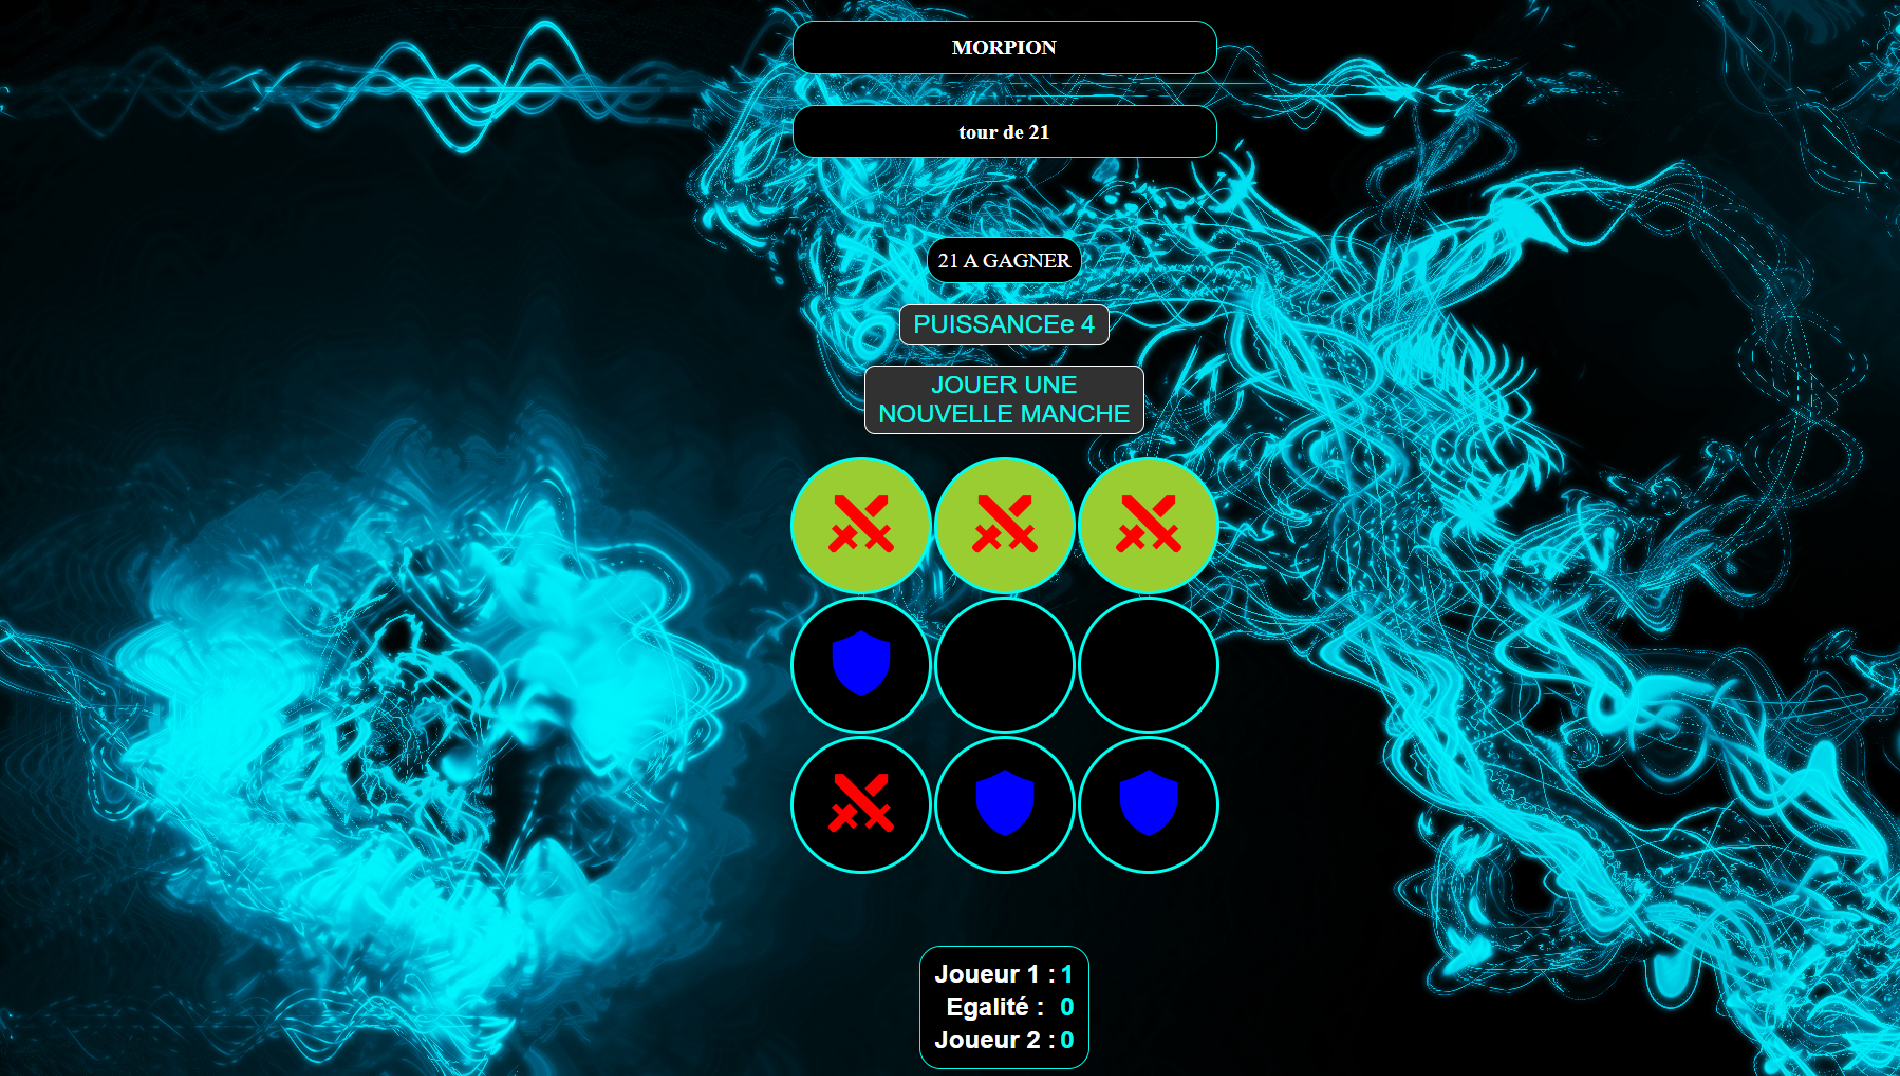 MORPION
tour de 21
21 A GAGNER
PUISSANCEe 4
JOUER UNE
NOUVELLE MANCHE
Joueur 1 : 1
Egalité : 0
Joueur 2 : 0